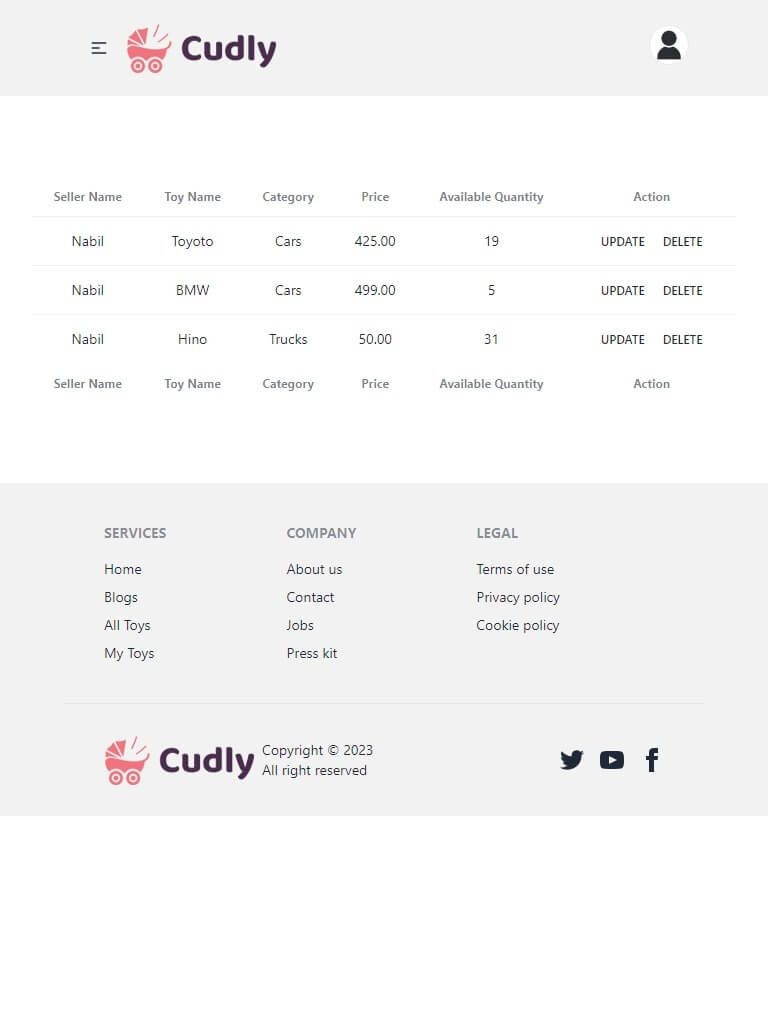 Cudly
Seller Name Toy Name Category Price Available Quantity Action
Nabil Toyoto Cars 425.00 19 UPDATE DELETE
Nabil BMW Cars 499.00 5 UPDATE DELETE
Nabil Hino Trucks 50.00 31 UPDATE DELETE
Seller Name Toy Name Category Price Available Quantity Action
SERVICES
Home
Blogs
All Toys
My Toys
COMPANY
About us
Contact
Jobs
Press kit
LEGAL
Terms of use
Privacy policy
Cookie policy
Cudly
Copyright © 2023
All right reserved